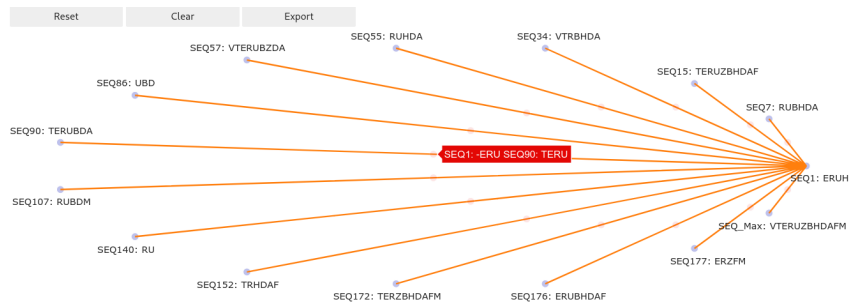 Reset Clear Export
SEQ55: RUHDA
SEQ34: VTRBHDA
SEQ57: VTERUBZDA
SEQ15: TERUZBHDAF
SEQ86: UBD
SEQ7: RUBHDA
SEQ90: TERUBDA
SEQ1: -ERU SEQ90: TERU
SEQ1: ERUH
SEQ107: RUBDM
SEQ_Max: VTERUZBHDAFM
SEQ140: RU
SEQ177: ERZFM
SEQ152: TRHDAF
SEQ172: TERZBHDAFM
SEQ176: ERUBHDAF